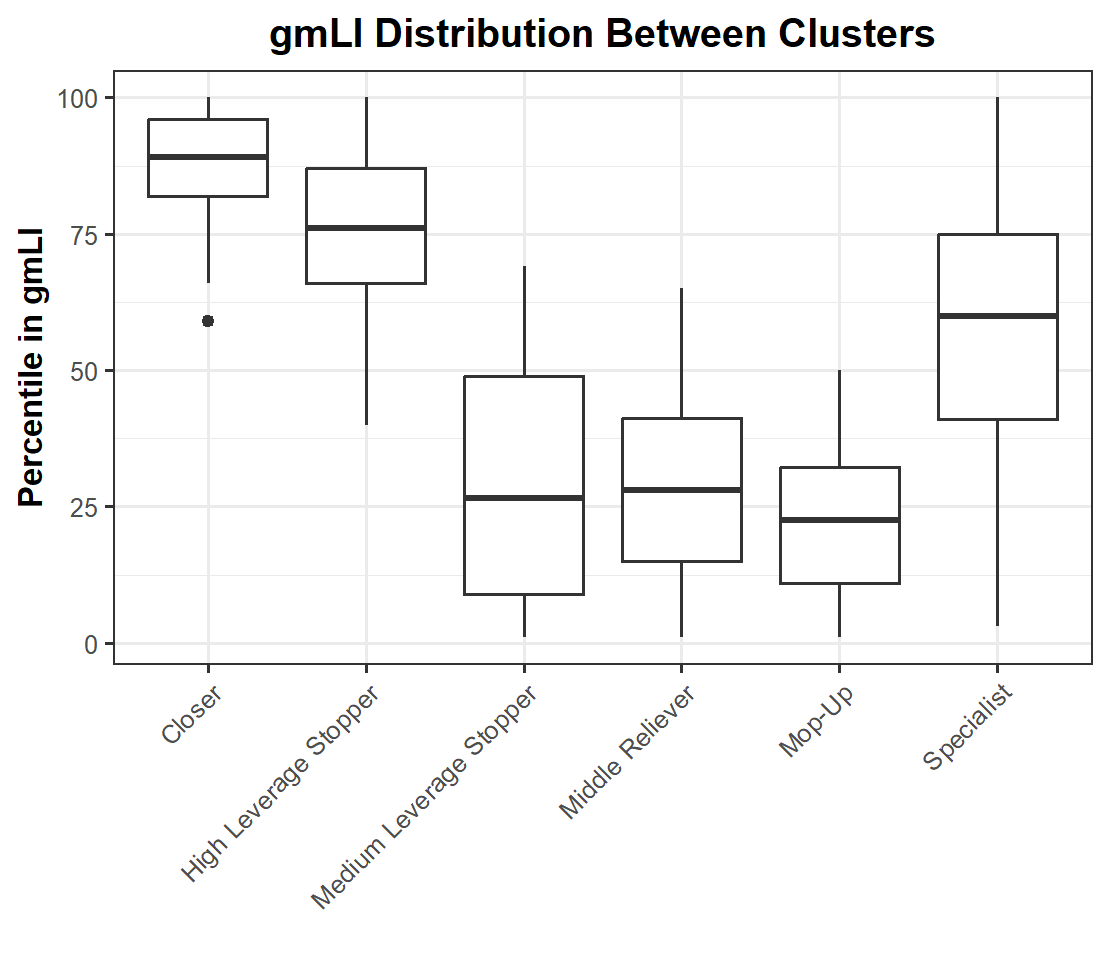 gmLI Distribution Between Clusters
Percentile in gmLI
100
75
50
25
0
Closer
High Leverage Stopper
Medium Leverage Stopper
Middle Reliever
Mop-Up
Specialist